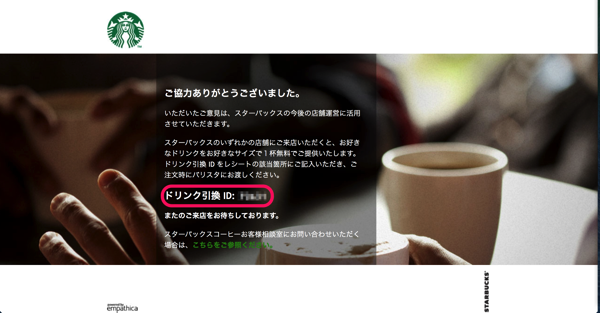 ご協力ありがとうございました。
いただいたご意見は、スターバックスの今後の店舗運営に活用
させていただきます。
スターバックスのいずれかの店舗にご来店いただくと、お好き
なドリンクをお好きなサイズで1杯無料でご提供いたします。
ドリンク引換 ID をレシートの該当箇所にご記入いただき、ご
注文時にバリスタにお渡しください。
ドリンク引換 ID:
またのご来店をお待ちしております。
スターバックスコーヒーお客様相談室にお問い合わせいただく
場合は、こちらをご参照ください。
STARBUCKS
powered by
empathica